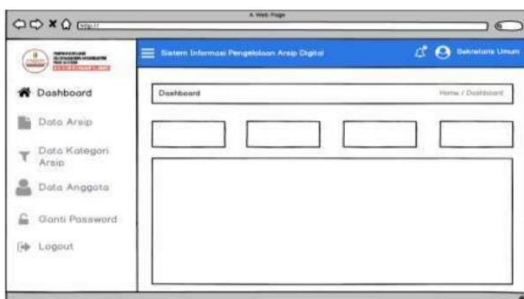 A Web Page
http://
Sistem Informasi Pengelolaan Arsip Digital
Sekretaris Umum
Dashboard
Dashboard
Home / Dashboard
Data Arsip
Data Kategori
Arsip
Data Anggota
Ganti Password
Logout